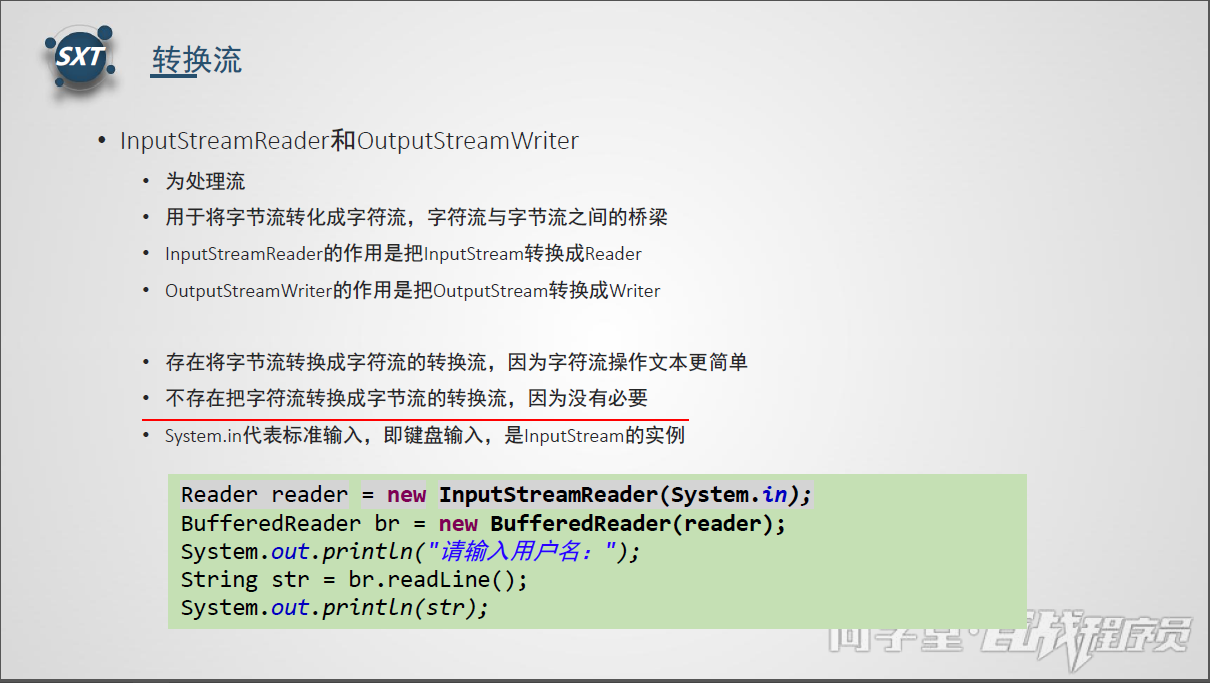 SXT
转换流
• InputStreamReader和OutputStreamWriter
• 为处理流
• 用于将字节流转化成字符流，字符流与字节流之间的桥梁
• InputStreamReader的作用是把InputStream转换成Reader
• OutputStreamWriter的作用是把OutputStream转换成Writer
• 存在将字节流转换成字符流的转换流，因为字符流操作文本更简单
• 不存在把字符流转换成字节流的转换流，因为没有必要
• System.in代表标准输入，即键盘输入，是InputStream的实例
Reader reader = new InputStreamReader(System.in);
BufferedReader br = new BufferedReader(reader);
System.out.println("请输入用户名：");
String str = br.readLine();
System.out.println(str);
尚学堂·百战程序员